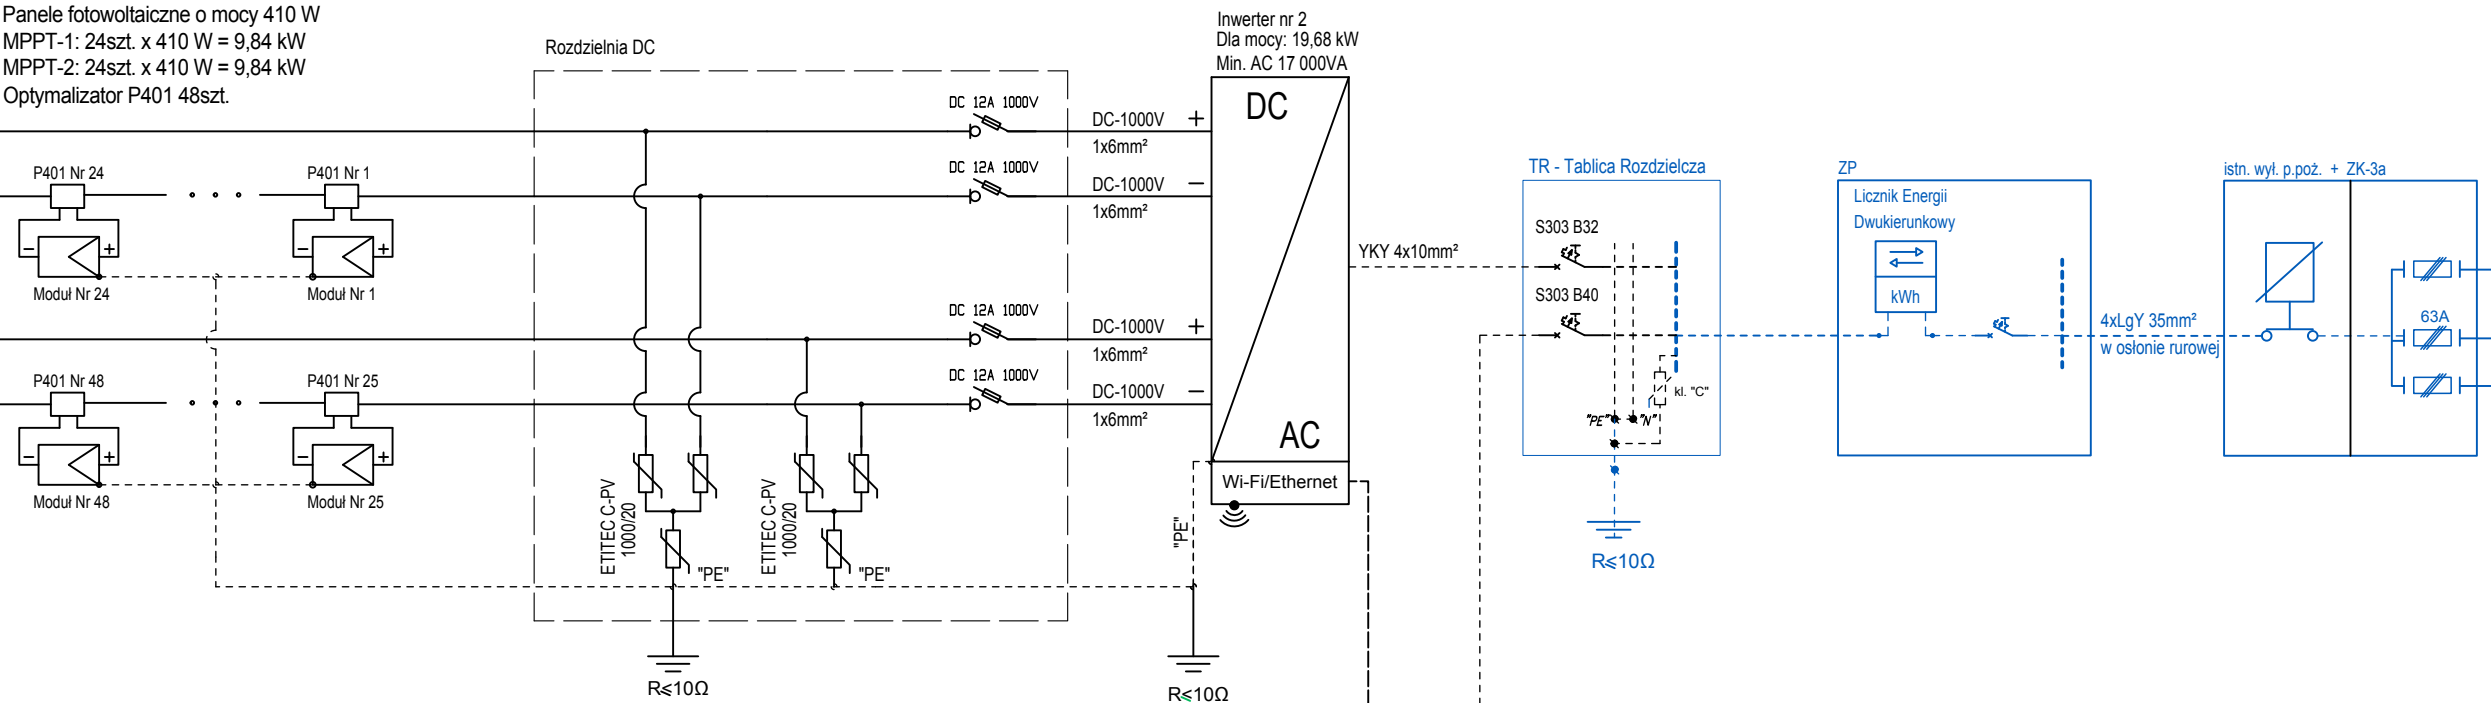 Panele fotowoltaiczne o mocy 410 W
MPPT-1: 24szt. x 410 W = 9,84 kW
MPPT-2: 24szt. x 410 W = 9,84 kW
Optymalizator P401 48szt.
Rozdzielnia DC
Inwerter nr 2
Dla mocy: 19,68 kW
Min. AC 17 000VA
DC
AC
Wi-Fi/Ethernet
DC 12A 1000V
DC-1000V +
1x6mm²
DC 12A 1000V
DC-1000V −
1x6mm²
DC 12A 1000V
DC-1000V +
1x6mm²
DC 12A 1000V
DC-1000V −
1x6mm²
P401 Nr 24
− +
Moduł Nr 24
P401 Nr 1
− +
Moduł Nr 1
P401 Nr 48
− +
Moduł Nr 48
P401 Nr 25
− +
Moduł Nr 25
ETITEC C-PV
1000/20
"PE"
ETITEC C-PV
1000/20
"PE"
"PE"
R≤10Ω
R≤10Ω
YKY 4x10mm²
TR - Tablica Rozdzielcza
S303 B32
S303 B40
kl. "C"
"PE"
"N"
R≤10Ω
ZP
Licznik Energii
Dwukierunkowy
kWh
4xLgY 35mm²
w osłonie rurowej
istn. wył. p.poż. + ZK-3a
63A